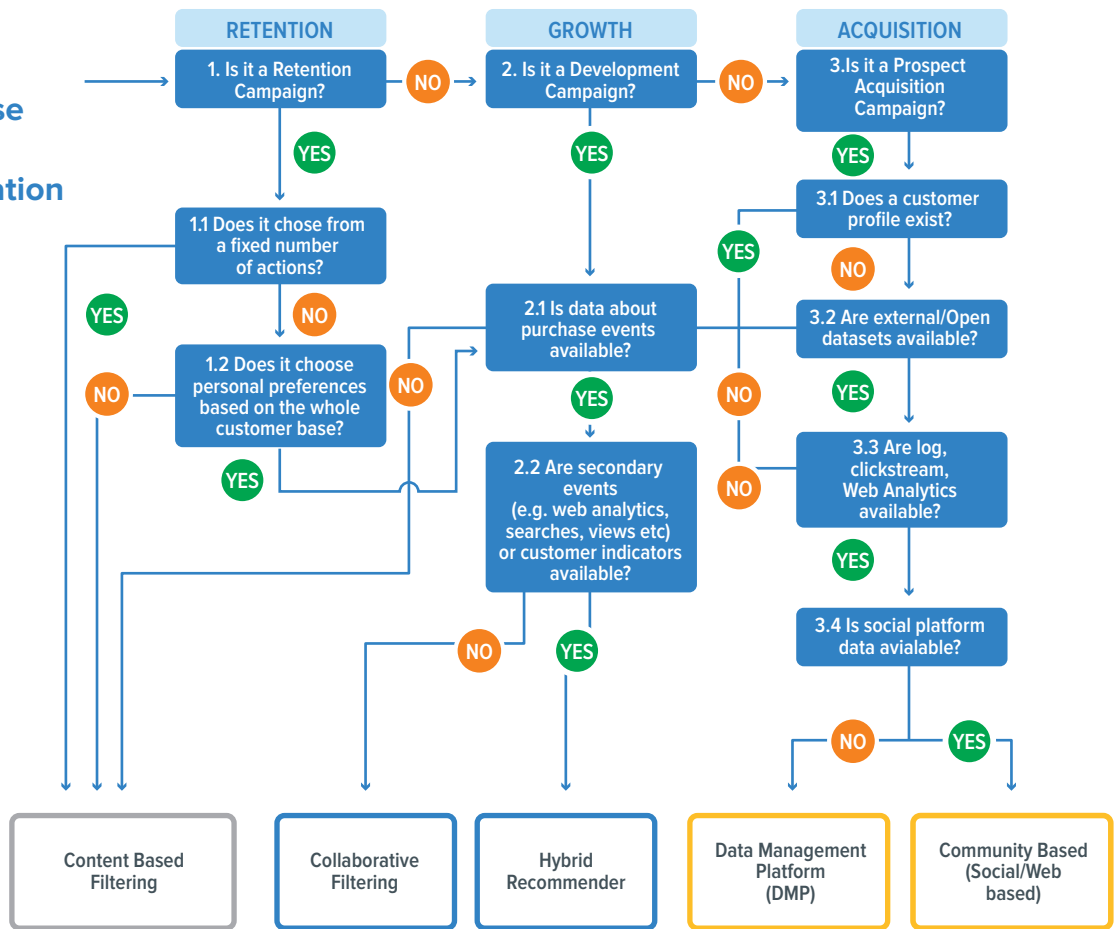 RETENTION
GROWTH
ACQUISITION
1. Is it a Retention
Campaign?
NO
2. Is it a Development
Campaign?
NO
3.Is it a Prospect
Acquisition
Campaign?
se
ation
YES
YES
YES
1.1 Does it chose from
a fixed number
of actions?
3.1 Does a customer
profile exist?
YES
NO
YES
NO
2.1 Is data about
purchase events
available?
3.2 Are external/Open
datasets available?
1.2 Does it choose
personal preferences
based on the whole
customer base?
NO
NO
YES
NO
YES
YES
2.2 Are secondary
events
(e.g. web analytics,
searches, views etc)
or customer indicators
available?
NO
3.3 Are log,
clickstream,
Web Analytics
available?
YES
NO
YES
3.4 Is social platform
data avialable?
NO
YES
Content Based
Filtering
Collaborative
Filtering
Hybrid
Recommender
Data Management
Platform
(DMP)
Community Based
(Social/Web
based)